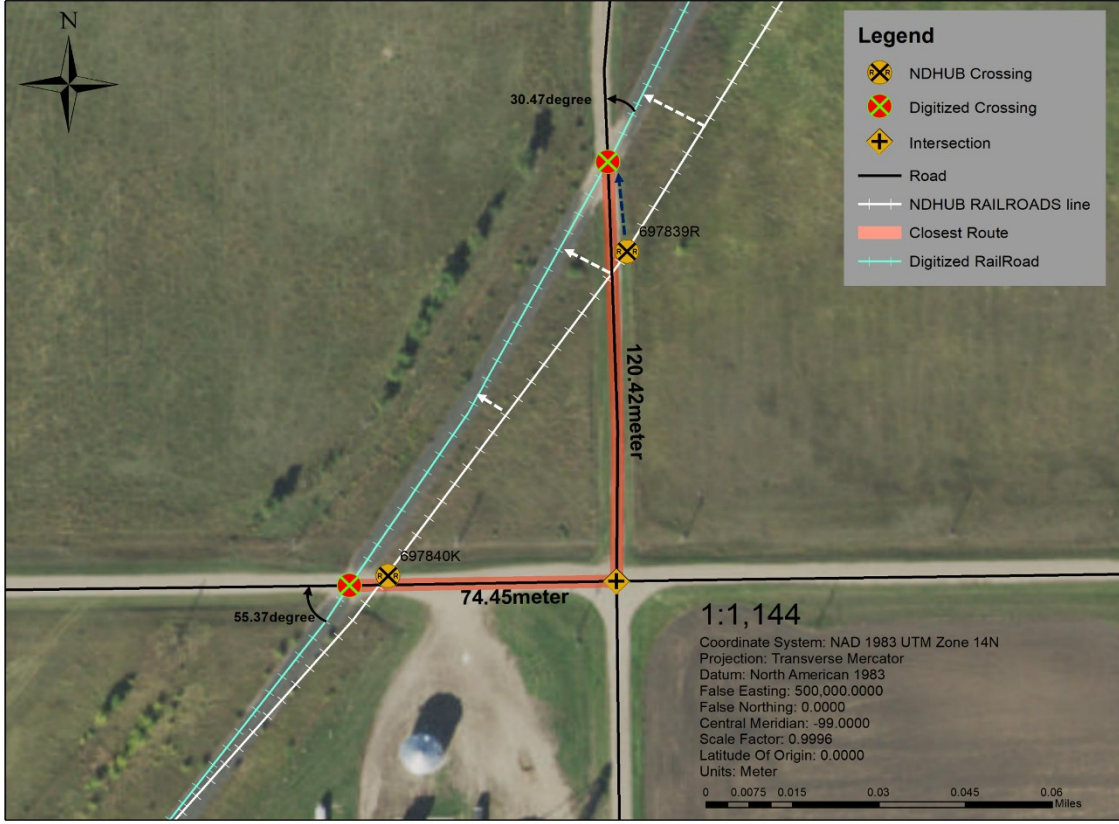 N
30.47degree
697839R
120.42meter
697840K
74.45meter
55.37degree
Legend
NDHUB Crossing
Digitized Crossing
Intersection
Road
NDHUB RAILROADS line
Closest Route
Digitized RailRoad
1:1,144
Coordinate System: NAD 1983 UTM Zone 14N
Projection: Transverse Mercator
Datum: North American 1983
False Easting: 500,000.0000
False Northing: 0.0000
Central Meridian: -99.0000
Scale Factor: 0.9996
Latitude Of Origin: 0.0000
Units: Meter
0 0.0075 0.015 0.03 0.045 0.06
Miles